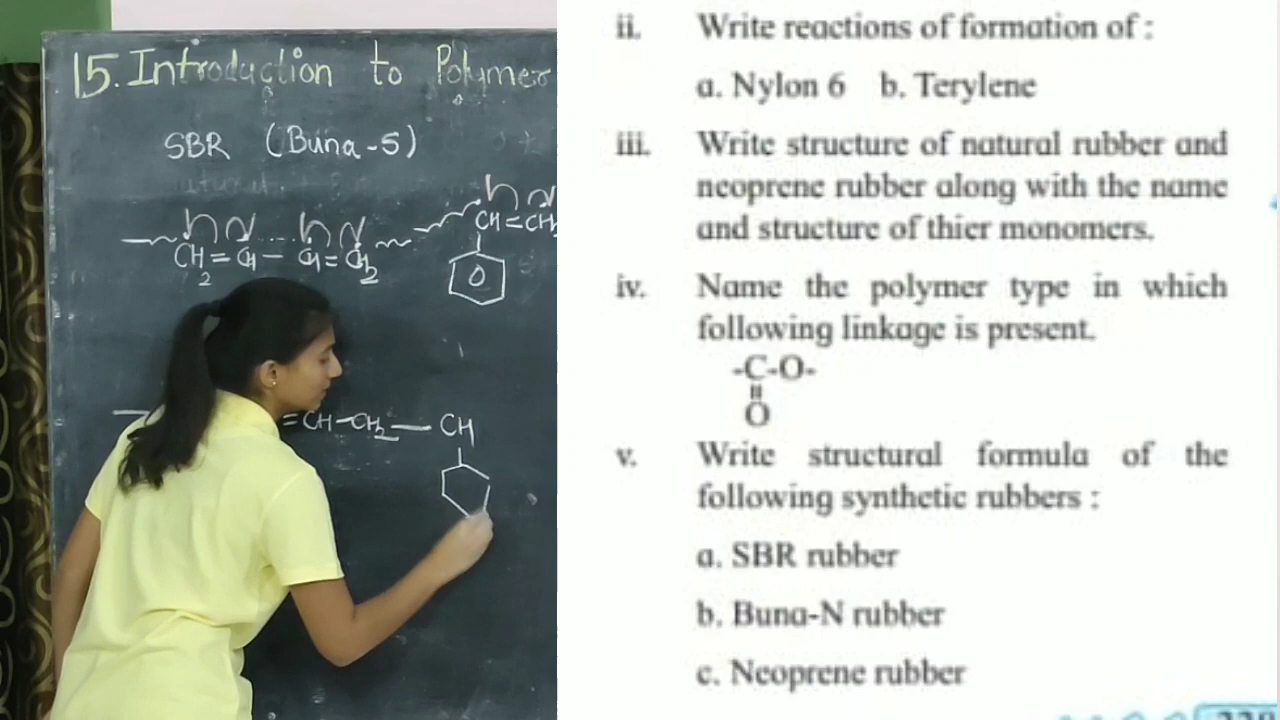 15. Introduction to Polymer
SBR (Buna-S)
CH=CH
CH2=CH-CH=CH2
=CH-CH2-CH
ii. Write reactions of formation of :
a. Nylon 6 b. Terylene
iii. Write structure of natural rubber and
neoprene rubber along with the name
and structure of thier monomers.
iv. Name the polymer type in which
following linkage is present.
-C-O-
=
O
v. Write structural formula of the
following synthetic rubbers :
a. SBR rubber
b. Buna-N rubber
c. Neoprene rubber